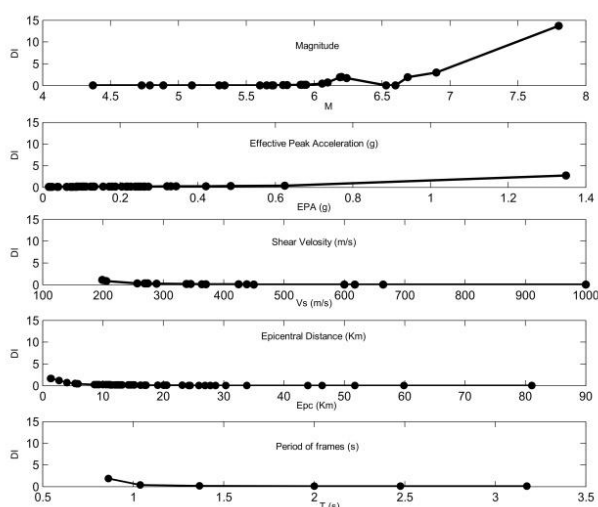 15
10
DI
5
0
Magnitude
4 4.5 5 5.5 6 6.5 7 7.5 8
M
15
10
DI
5
0
Effective Peak Acceleration (g)
0 0.2 0.4 0.6 0.8 1 1.2 1.4
EPA (g)
15
10
DI
5
0
Shear Velosity (m/s)
100 200 300 400 500 600 700 800 900 1000
Vs (m/s)
15
10
DI
5
0
Epicentral Distance (Km)
0 10 20 30 40 50 60 70 80 90
Epc (Km)
15
10
DI
5
0
Period of frames (s)
0.5 1 1.5 2 2.5 3 3.5
T (s)